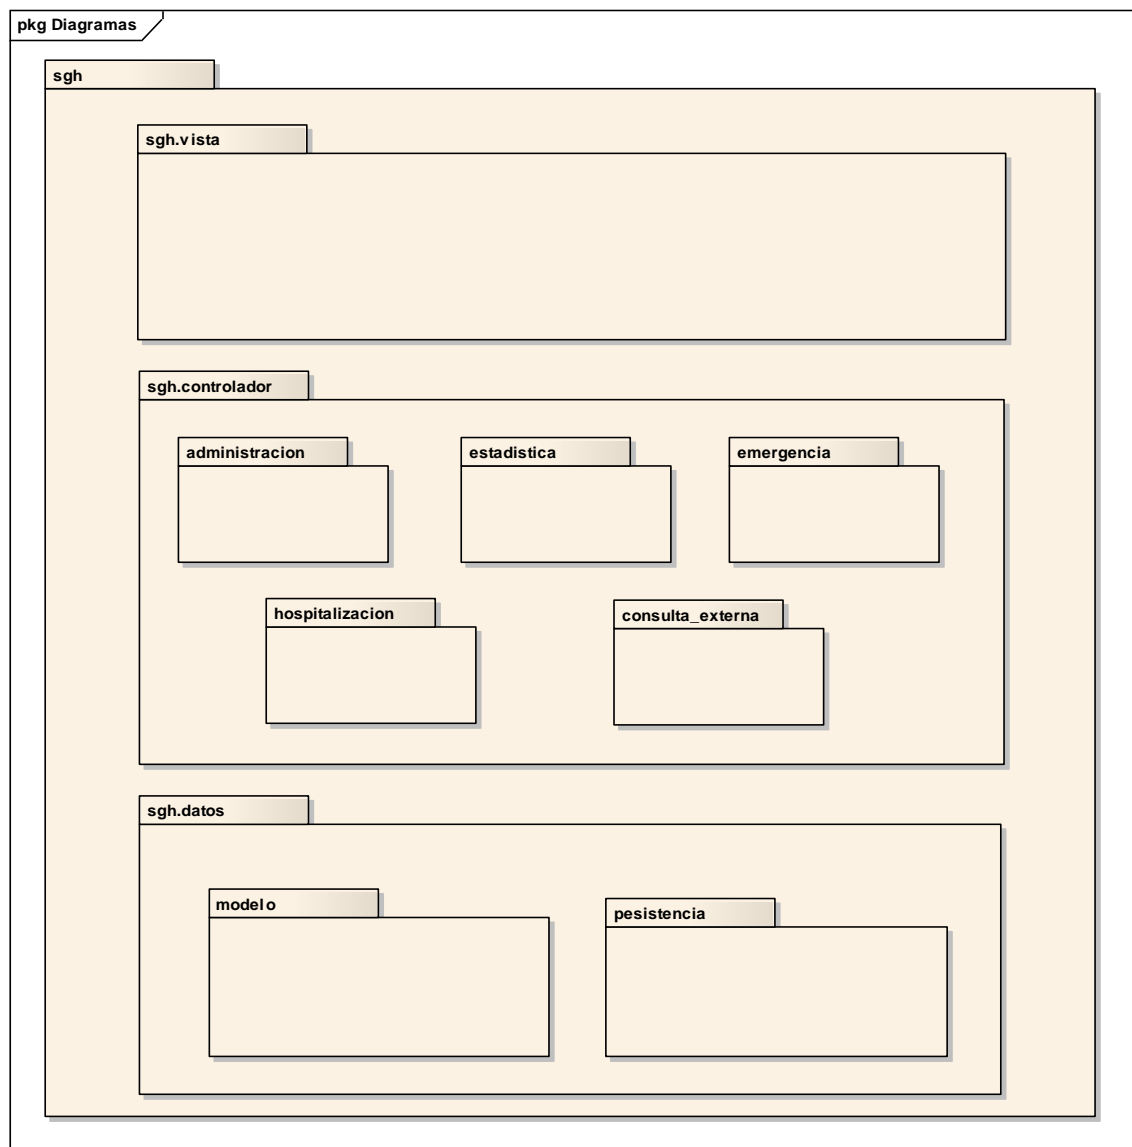 pkg Diagramas
sgh
sgh.vista
sgh.controlador
administracion
estadistica
emergencia
hospitalizacion
consulta_externa
sgh.datos
modelo
pesistencia